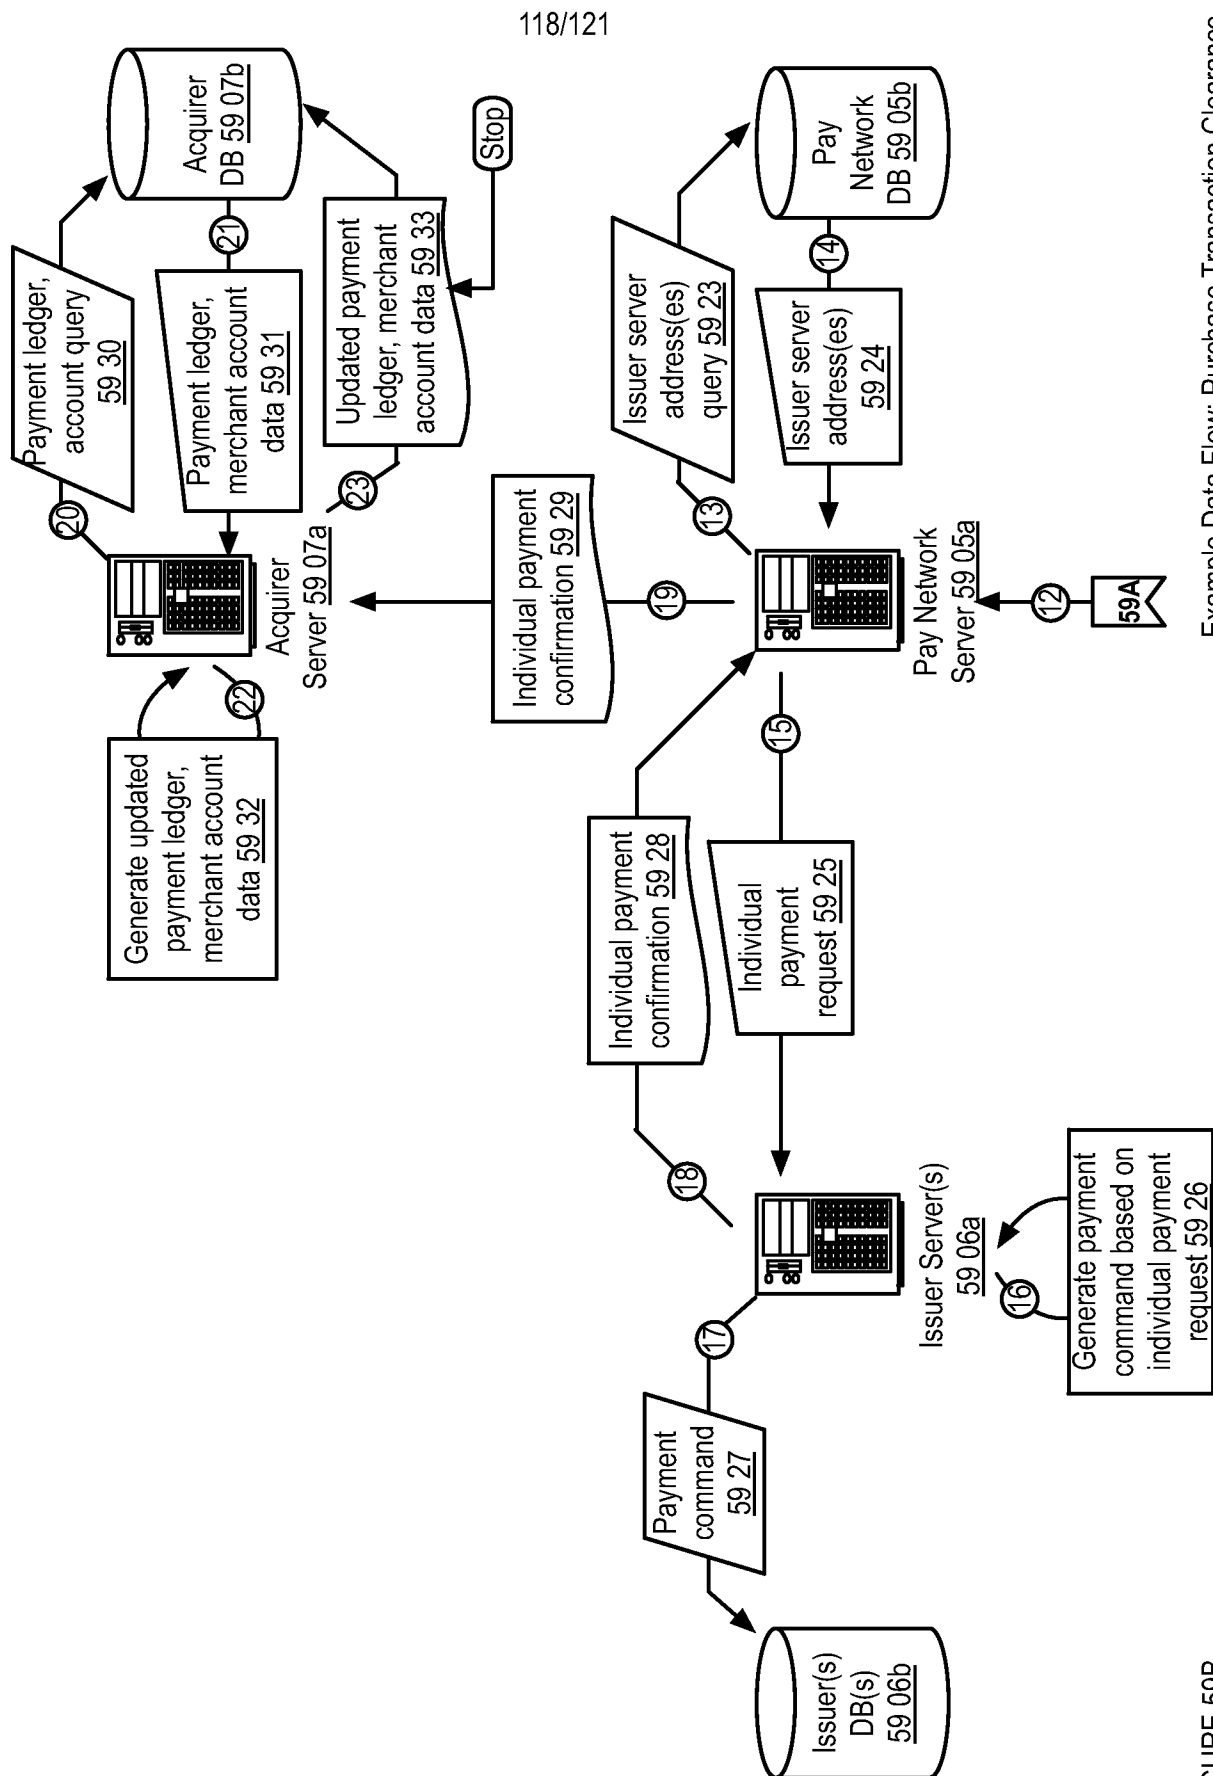 118/121
Payment ledger,
account query
59 30
20
Acquirer
DB 59 07b
21
Payment ledger,
merchant account
data 59 31
Updated payment
ledger, merchant
account data 59 33
23
Stop
Acquirer
Server 59 07a
22
Generate updated
payment ledger,
merchant account
data 59 32
Individual payment
confirmation 59 29
19
Issuer server
address(es)
query 59 23
13
Pay
Network
DB 59 05b
14
Issuer server
address(es)
59 24
Pay Network
Server 59 05a
12
59A
Individual payment
confirmation 59 28
18
15
Individual
payment
request 59 25
Issuer Server(s)
59 06a
16
Generate payment
command based on
individual payment
request 59 26
17
Payment
command
59 27
Issuer(s)
DB(s)
59 06b
Example Data Flow: Purchase Transaction Clearance
59B